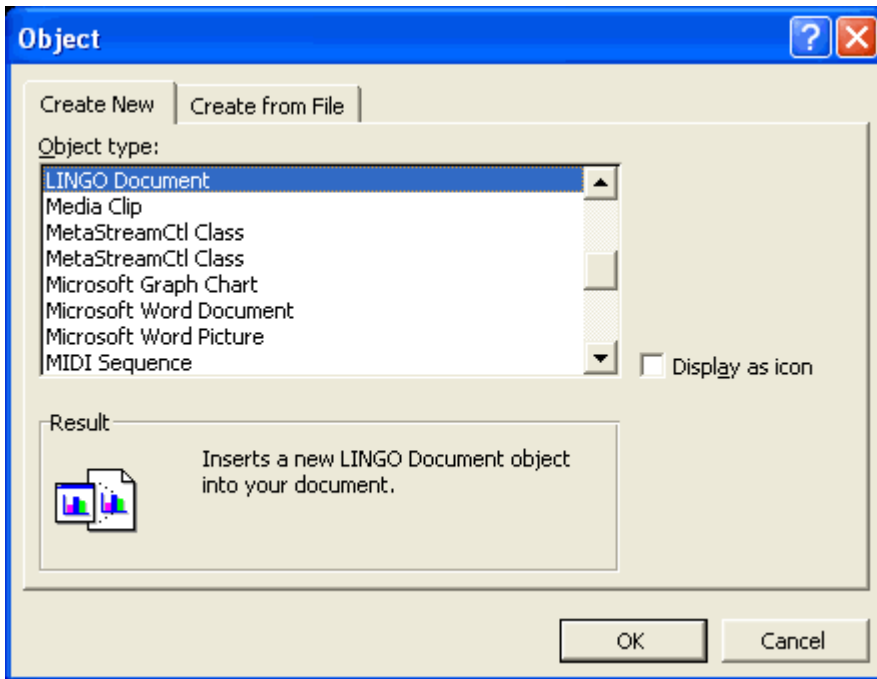 Object
Create New
Create from File
Object type:
LINGO Document
Media Clip
MetaStreamCtl Class
MetaStreamCtl Class
Microsoft Graph Chart
Microsoft Word Document
Microsoft Word Picture
MIDI Sequence
Display as icon
Result
Inserts a new LINGO Document object
into your document.
OK
Cancel